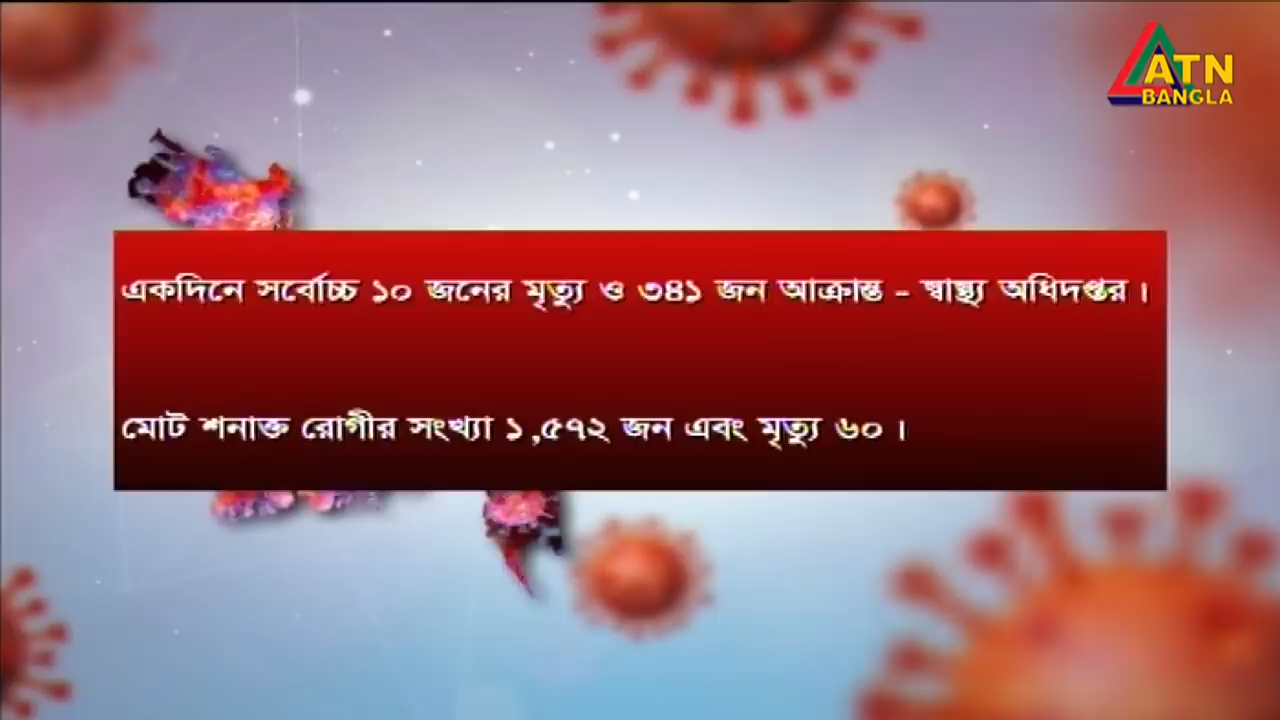 ATN
BANGLA
একদিনে সর্বোচ্চ ১০ জনের মৃত্যু ও ৩৪১ জন আক্রান্ত - স্বাস্থ্য অধিদপ্তর।
মোট শনাক্ত রোগীর সংখ্যা ১,৫৭২ জন এবং মৃত্যু ৬০।